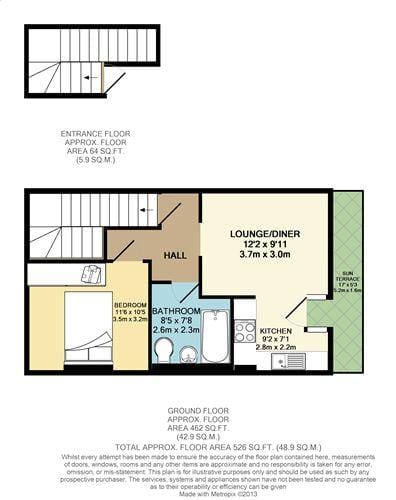 ENTRANCE FLOOR
APPROX. FLOOR
AREA 64 SQ.FT.
(5.9 SQ.M.)
LOUNGE/DINER
12'2 x 9'11
3.7m x 3.0m
HALL
SUN
TERRACE
17' x 5'3
5.2m x 1.6m
BEDROOM
11'6 x 10'5
3.5m x 3.2m
BATHROOM
8'5 x 7'8
2.6m x 2.3m
KITCHEN
9'2 x 7'1
2.8m x 2.2m
GROUND FLOOR
APPROX. FLOOR
AREA 462 SQ.FT.
(42.9 SQ.M.)
TOTAL APPROX. FLOOR AREA 526 SQ.FT. (48.9 SQ.M.)
Whilst every attempt has been made to ensure the accuracy of the floor plan contained here, measurements
of doors, windows, rooms and any other items are approximate and no responsibility is taken for any error,
omission, or mis-statement. This plan is for illustrative purposes only and should be used as such by any
prospective purchaser. The services, systems and appliances shown have not been tested and no guarantee
as to their operability or efficiency can be given
Made with Metropix ©2013